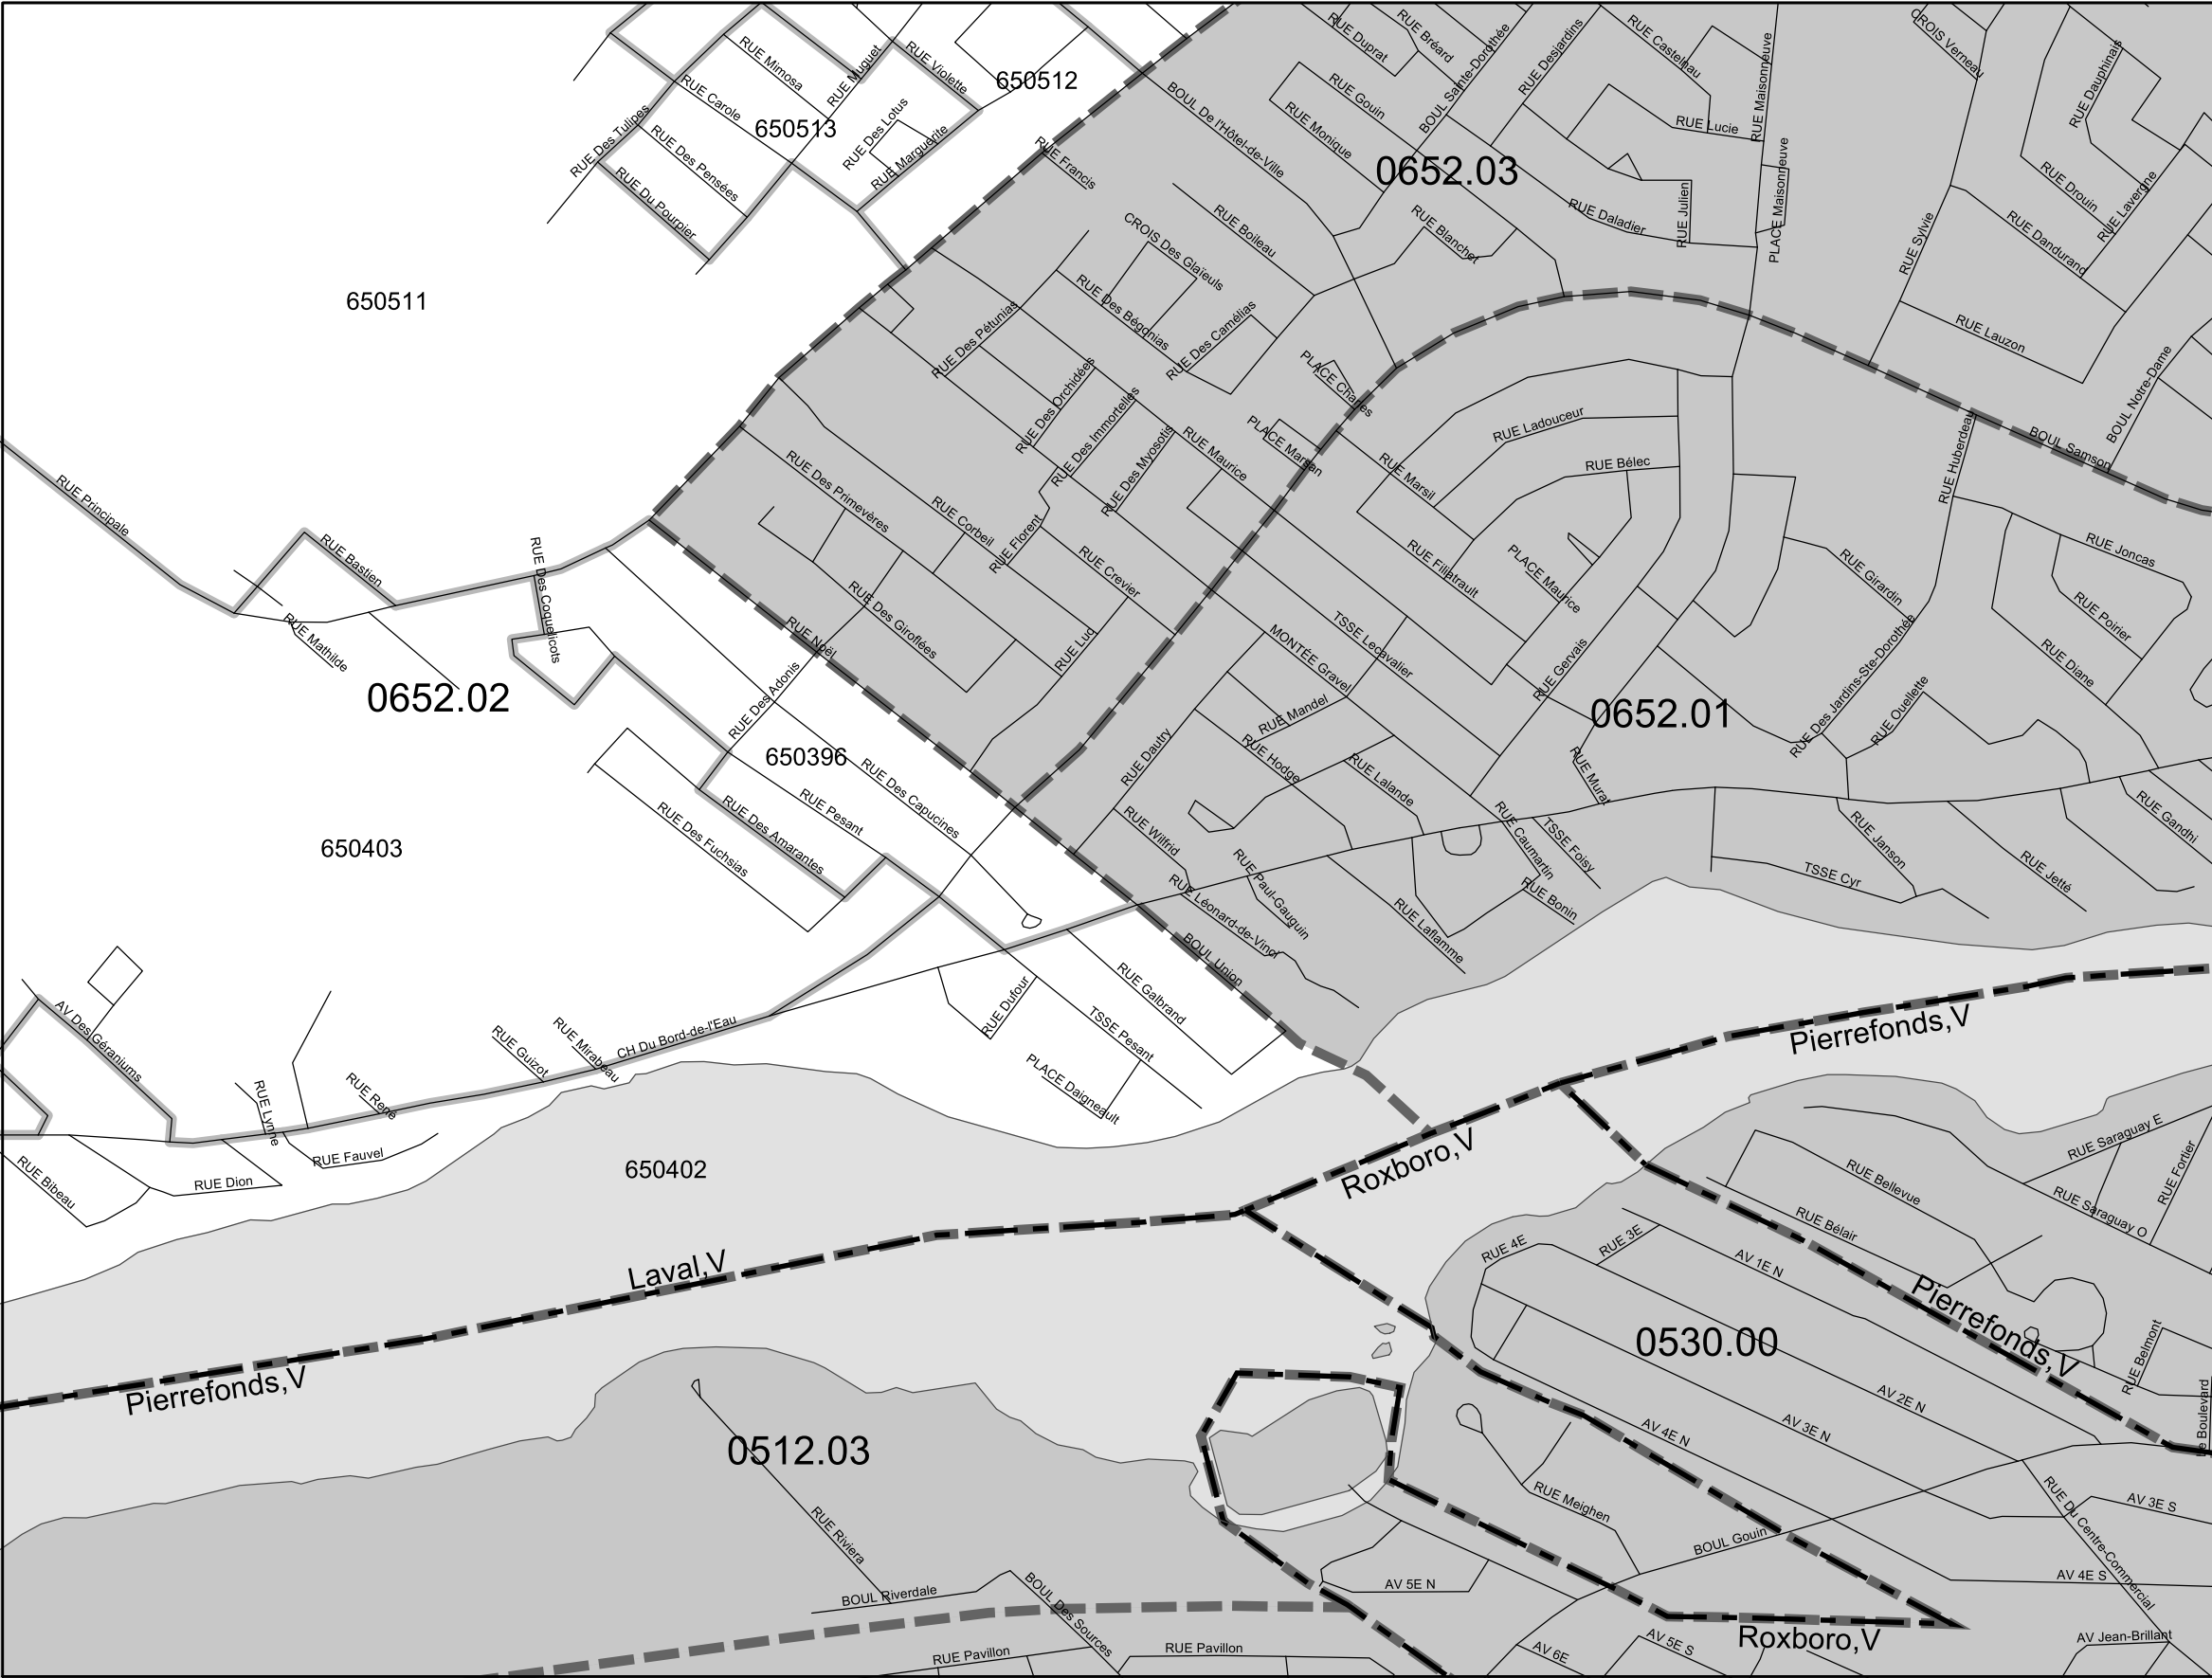 RUE Mimosa
RUE Muguet
RUE Violette
650512
RUE Carole
650513
RUE Des Lotus
RUE Marguerite
RUE Des Tulipes
RUE Des Pensées
RUE Du Pourpier
RUE Duprat
RUE Bréard
BOUL Sainte-Dorothée
RUE Desjardins
RUE Castelnau
RUE Maisonneuve
CROIS Verneau
RUE Dauphinais
BOUL De l'Hôtel-de-Ville
RUE Gouin
RUE Monique
RUE Lucie
RUE Francis
0652.03
RUE Daladier
RUE Julien
PLACE Maisonneuve
RUE Drouin
RUE Lavergne
RUE Dandurand
RUE Sylvie
RUE Boileau
RUE Blanchet
CROIS Des Glaïeuls
650511
RUE Des Bégonias
RUE Des Pétunias
RUE Des Camélias
RUE Lauzon
BOUL Notre-Dame
PLACE Charles
RUE Des Orchidées
RUE Des Immortelles
PLACE Marsan
RUE Ladouceur
BOUL Samson
RUE Huberdeau
RUE Des Myosotis
RUE Maurice
RUE Marsil
RUE Bélec
RUE Principale
RUE Des Primevères
RUE Corbeil
RUE Florent
RUE Crevier
RUE Filiatrault
PLACE Maurice
RUE Girardin
RUE Joncas
RUE Poirier
RUE Bastien
RUE Des Coquelicots
RUE Mathilde
RUE Noël
RUE Des Giroflées
RUE Luc
TSSE Lecavalier
MONTÉE Gravel
RUE Gervais
RUE Diane
RUE Des Jardins-Ste-Dorothée
0652.02
RUE Des Adonis
0652.01
RUE Ouellette
RUE Mandel
RUE Dautry
RUE Hodge
RUE Lalande
RUE Murat
650396
RUE Des Capucines
RUE Pesant
RUE Des Amarantes
RUE Des Fuchsias
650403
RUE Wilfrid
RUE Caumartin
TSSE Foisy
RUE Bonin
RUE Janson
TSSE Cyr
RUE Jetté
RUE Gandhi
RUE Paul-Gauguin
RUE Léonard-de-Vinci
RUE Laflamme
BOUL Union
RUE Galbrand
RUE Dufour
TSSE Pesant
PLACE Daigneault
AV Des Géraniums
CH Du Bord-de-l'Eau
RUE Guizot
RUE Mirabeau
RUE René
RUE Lynne
RUE Fauvel
RUE Dion
RUE Bibeau
650402
Pierrefonds,V
Roxboro,V
Laval,V
Pierrefonds,V
RUE Saraguay E
RUE Fortier
RUE Bellevue
RUE Saraguay O
RUE Bélair
RUE 4E
RUE 3E
AV 1E N
Pierrefonds,V
0530.00
RUE Belmont
AV 2E N
AV 3E N
AV 4E N
0512.03
RUE Riviera
RUE Meighen
BOUL Gouin
RUE Du Centre-Commercial
AV 3E S
AV 4E S
AV 5E N
BOUL Riverdale
BOUL Des Sources
RUE Pavillon
RUE Pavillon
AV 6E
AV 5E S
Roxboro,V
AV Jean-Brillant